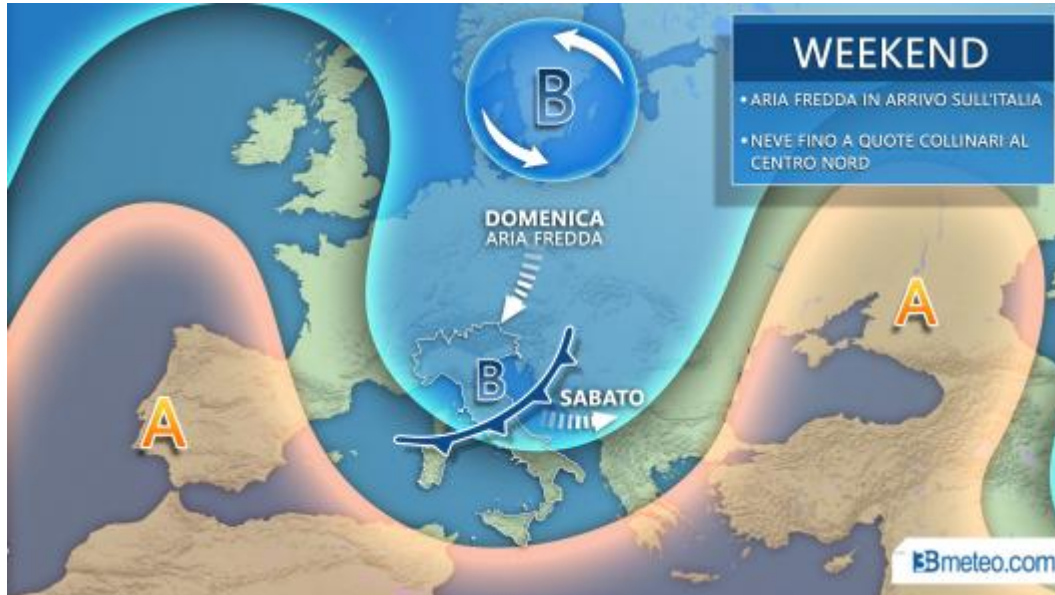 WEEKEND
• ARIA FREDDA IN ARRIVO SULL'ITALIA
• NEVE FINO A QUOTE COLLINARI AL
CENTRO NORD
B
DOMENICA
ARIA FREDDA
A
B
SABATO
A
3Bmeteo.com